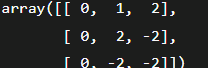 array([[ 0,  1,  2],
       [ 0,  2, -2],
       [ 0, -2, -2]])